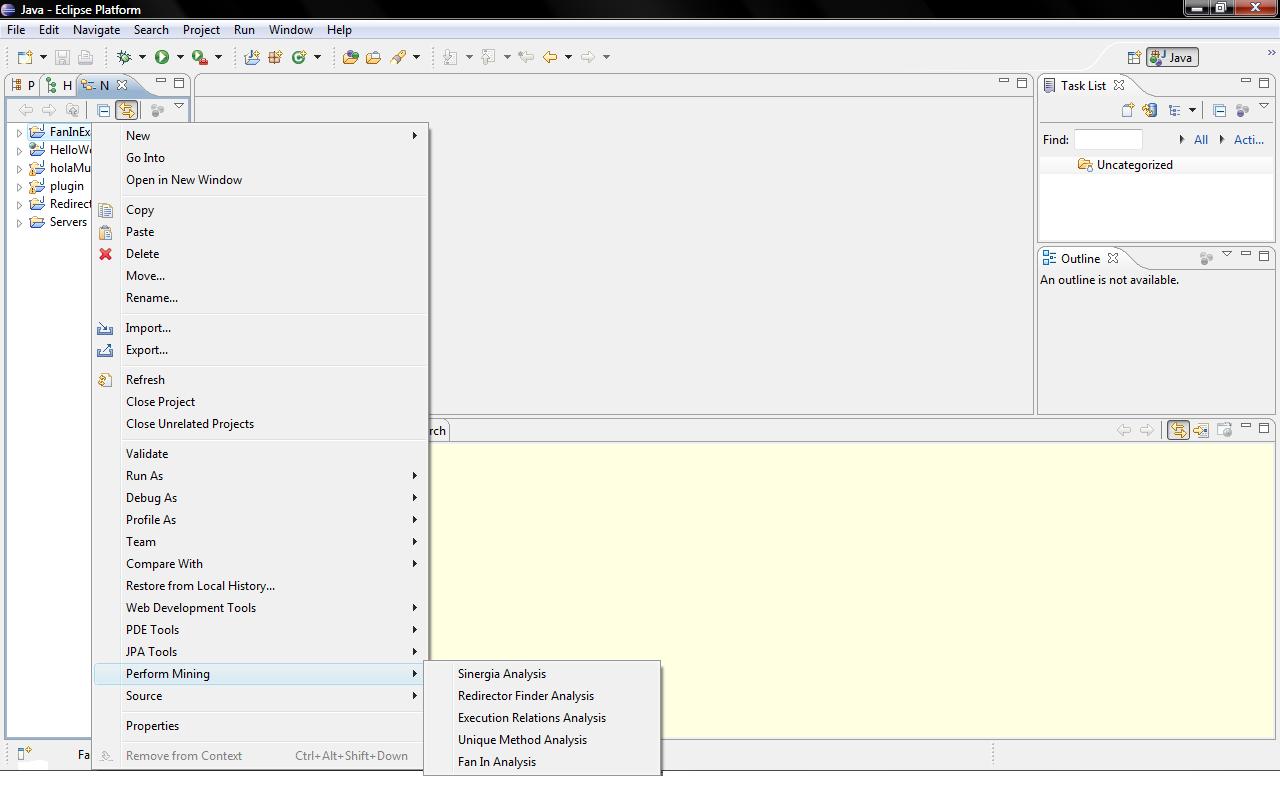 Java - Eclipse Platform
File Edit Navigate Search Project Run Window Help
Java
P H N
Task List
Find: All Acti...
Uncategorized
Outline
An outline is not available.
FanInExa
HelloWo
holaMu
plugin
Redirect
Servers
New
Go Into
Open in New Window
Copy
Paste
Delete
Move...
Rename...
Import...
Export...
Refresh
Close Project
Close Unrelated Projects
Validate
Run As
Debug As
Profile As
Team
Compare With
Restore from Local History...
Web Development Tools
PDE Tools
JPA Tools
Perform Mining
Source
Properties
Remove from Context Ctrl+Alt+Shift+Down
Sinergia Analysis
Redirector Finder Analysis
Execution Relations Analysis
Unique Method Analysis
Fan In Analysis
rch
Fa